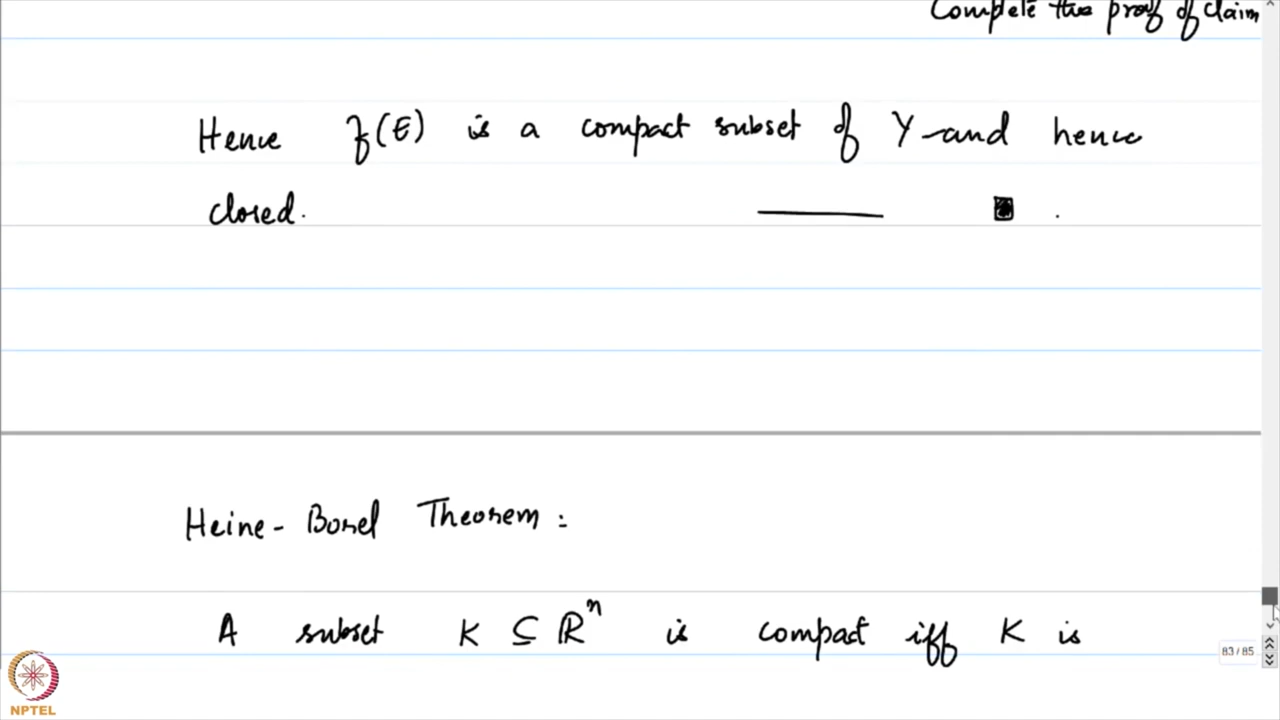 Complete the proof of claim
Hence f(E) is a compact subset of Y and hence
closed.
Heine-Borel Theorem:
A subset K ⊆ ℝⁿ is compact iff K is
83 / 85
NPTEL